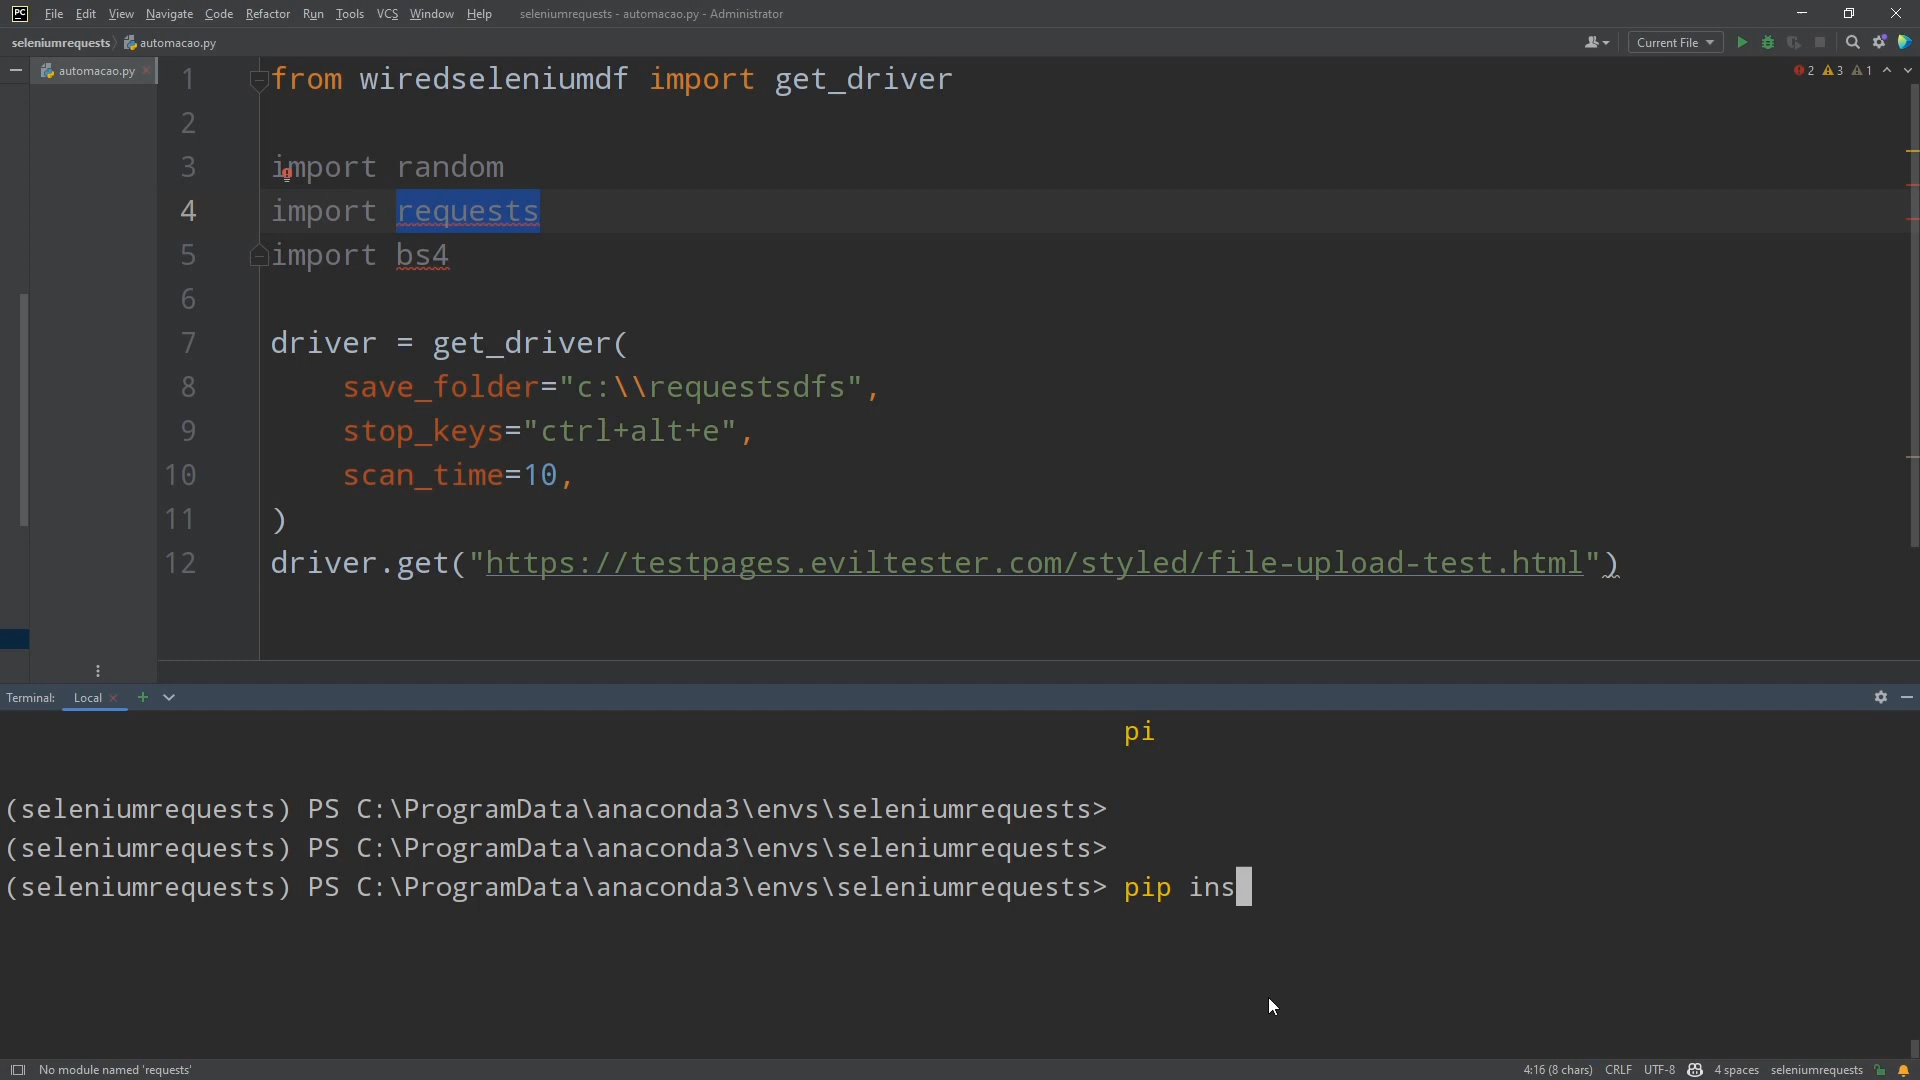 PC File Edit View Navigate Code Refactor Run Tools VCS Window Help seleniumrequests - automacao.py - Administrator
seleniumrequests automacao.py Current File
automacao.py 2 3 1
1 from wiredseleniumdf import get_driver
2
3 import random
4 import requests
5 import bs4
6
7 driver = get_driver(
8 save_folder="c:\\requestsdfs",
9 stop_keys="ctrl+alt+e",
10 scan_time=10,
11 )
12 driver.get("https://testpages.eviltester.com/styled/file-upload-test.html")
Terminal: Local
pi
(seleniumrequests) PS C:\ProgramData\anaconda3\envs\seleniumrequests>
(seleniumrequests) PS C:\ProgramData\anaconda3\envs\seleniumrequests>
(seleniumrequests) PS C:\ProgramData\anaconda3\envs\seleniumrequests> pip ins
No module named 'requests' 4:16 (8 chars) CRLF UTF-8 4 spaces seleniumrequests